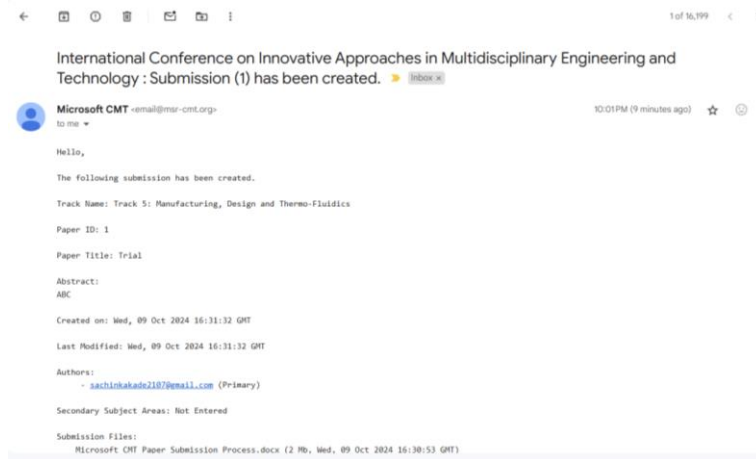 1 of 16,199
International Conference on Innovative Approaches in Multidisciplinary Engineering and
Technology : Submission (1) has been created.
Inbox ×
Microsoft CMT <email@msr-cmt.org>
10:01 PM (9 minutes ago)
to me
Hello,
The following submission has been created.
Track Name: Track 5: Manufacturing, Design and Thermo-Fluidics
Paper ID: 1
Paper Title: Trial
Abstract:
ABC
Created on: Wed, 09 Oct 2024 16:31:32 GMT
Last Modified: Wed, 09 Oct 2024 16:31:32 GMT
Authors:
- sachinkakade2107@gmail.com (Primary)
Secondary Subject Areas: Not Entered
Submission Files:
Microsoft CMT Paper Submission Process.docx (2 Mb, Wed, 09 Oct 2024 16:30:53 GMT)